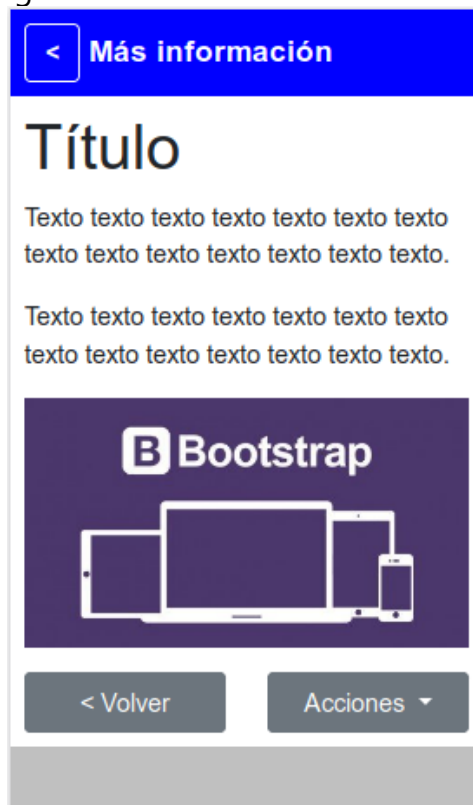 < Más información
Título
Texto texto texto texto texto texto texto
texto texto texto texto texto texto texto.
Texto texto texto texto texto texto texto
texto texto texto texto texto texto texto.
B Bootstrap
< Volver
Acciones